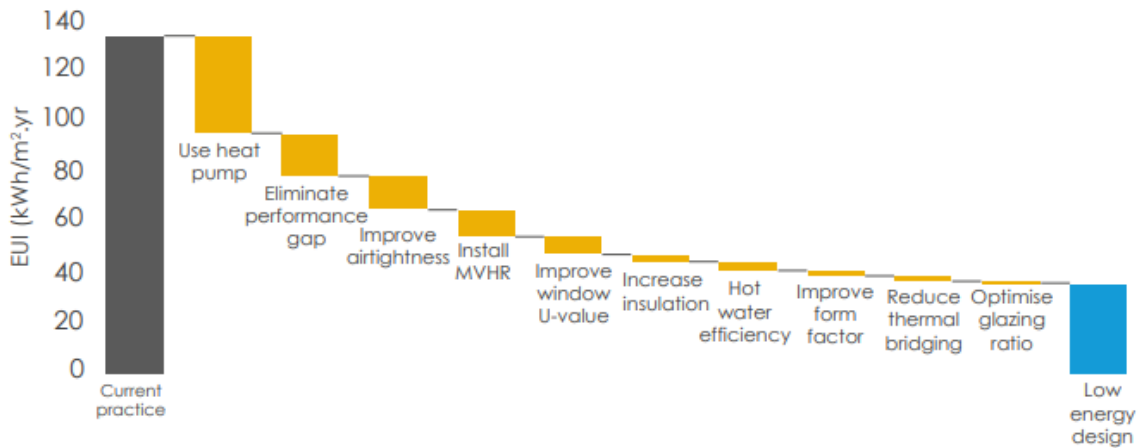 140
120
100
80
60
40
20
0
EUI (kWh/m².yr)
Current
practice
Use heat
pump
Eliminate
performance
gap
Improve
airtightness
Install
MVHR
Improve
window
U-value
Increase
insulation
Hot
water
efficiency
Improve
form
factor
Reduce
thermal
bridging
Optimise
glazing
ratio
Low
energy
design